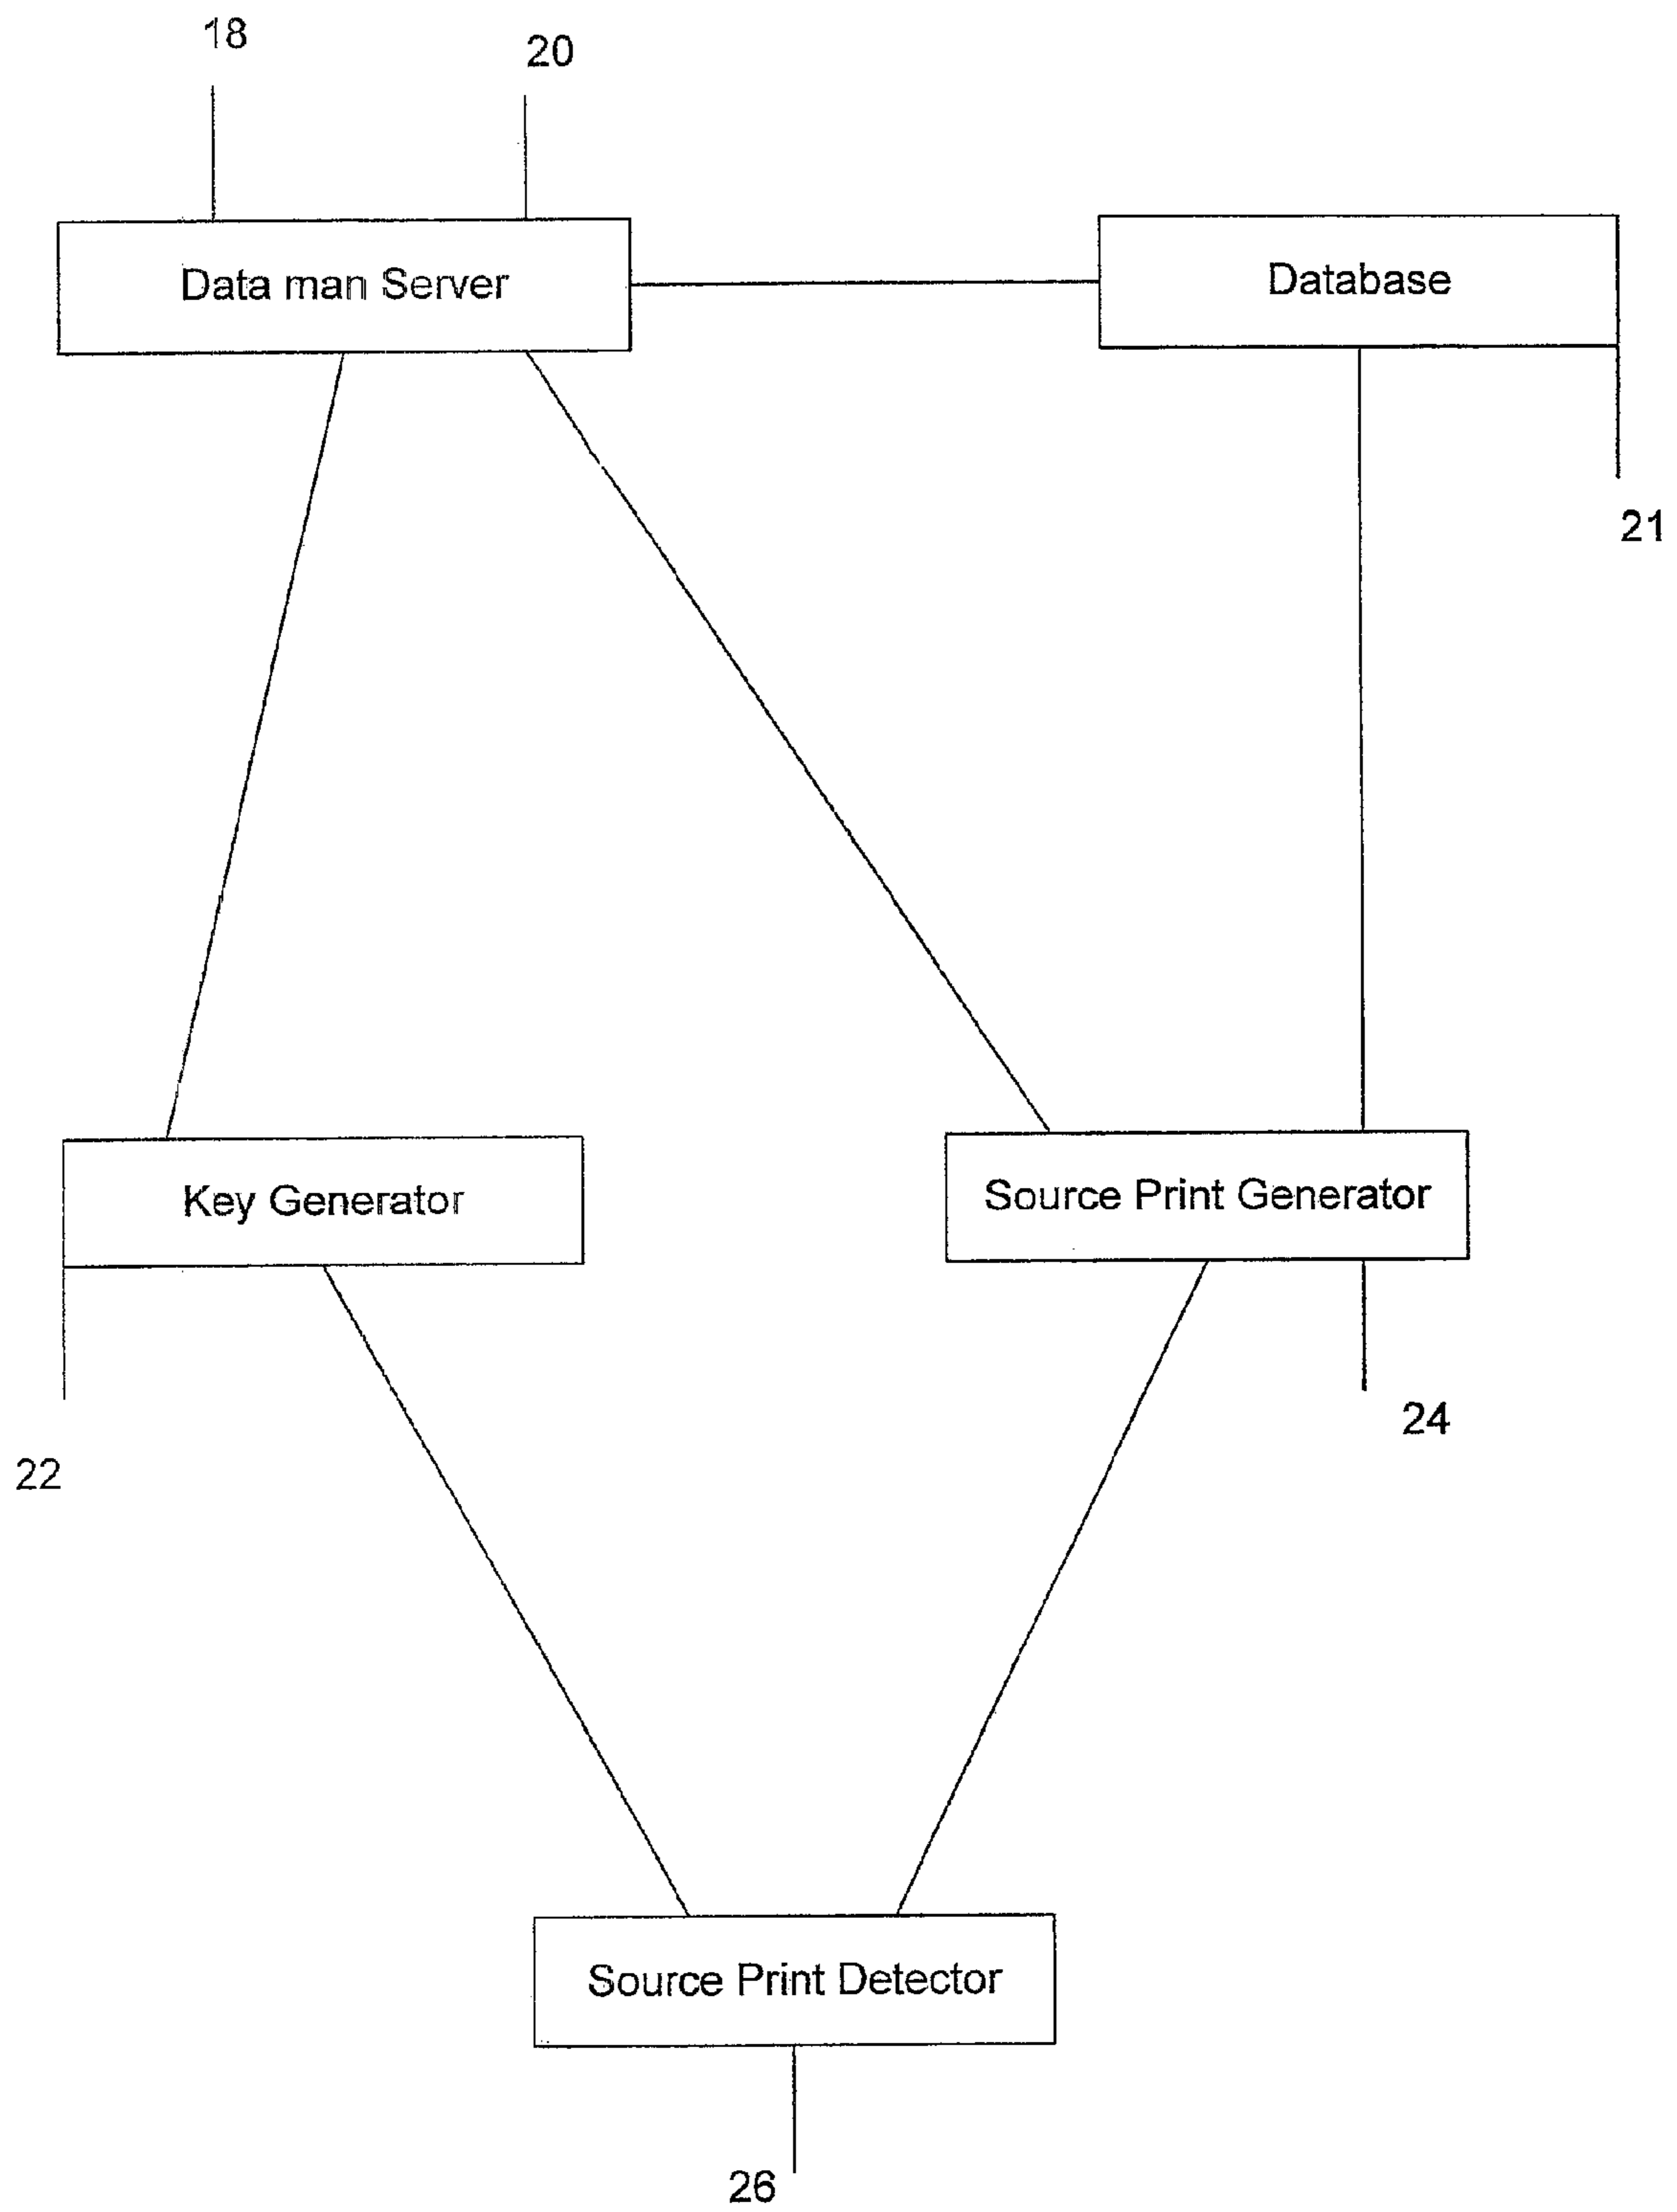 18
20
Data man Server
Database
21
Key Generator
Source Print Generator
24
22
Source Print Detector
26